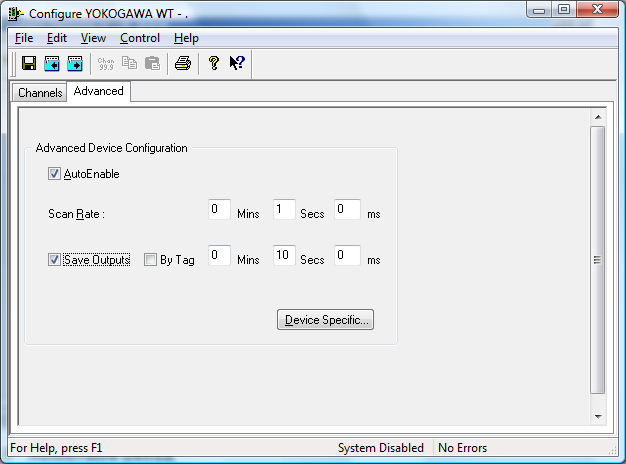 Configure YOKOGAWA WT - .
File Edit View Control Help
Chan
99.9
Channels Advanced
Advanced Device Configuration
AutoEnable
Scan Rate : 0 Mins 1 Secs 0 ms
Save Outputs By Tag 0 Mins 10 Secs 0 ms
Device Specific...
For Help, press F1 System Disabled No Errors